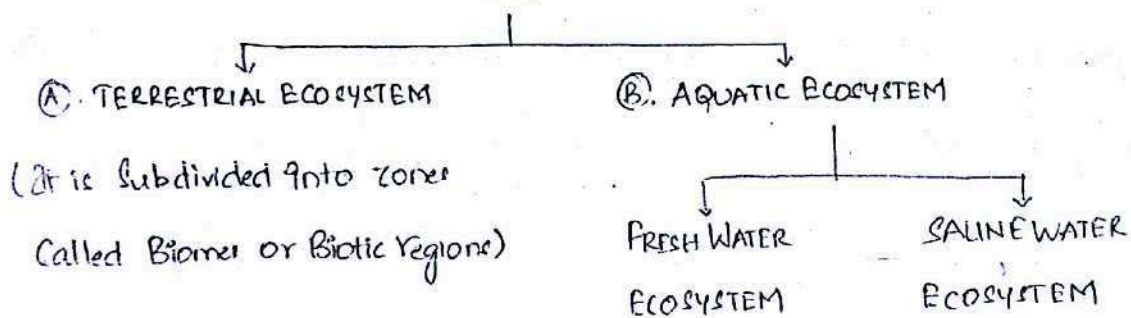 Ⓐ. TERRESTRIAL ECOSYSTEM
(It is Subdivided into zones
Called Biomes or Biotic regions)
Ⓑ. AQUATIC ECOSYSTEM
FRESH WATER
ECOSYSTEM
SALINE WATER
ECOSYSTEM